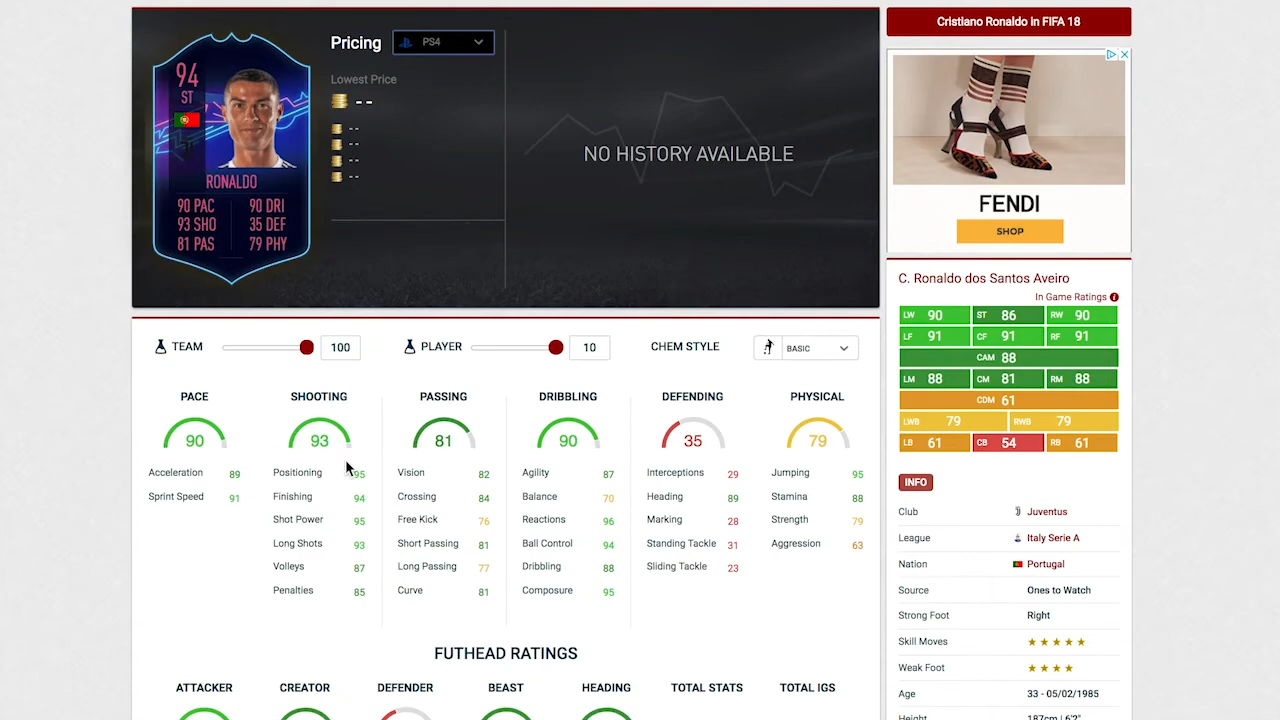 94
ST
RONALDO
90 PAC 90 DRI
93 SHO 35 DEF
81 PAS 79 PHY
Pricing PS4
Lowest Price
--
--
--
--
--
NO HISTORY AVAILABLE
TEAM 100 PLAYER 10 CHEM STYLE BASIC
PACE SHOOTING PASSING DRIBBLING DEFENDING PHYSICAL
90 93 81 90 35 79
Acceleration 89 Positioning 95 Vision 82 Agility 87 Interceptions 29 Jumping 95
Sprint Speed 91 Finishing 94 Crossing 84 Balance 70 Heading 89 Stamina 88
Shot Power 95 Free Kick 76 Reactions 96 Marking 28 Strength 79
Long Shots 93 Short Passing 81 Ball Control 94 Standing Tackle 31 Aggression 63
Volleys 87 Long Passing 77 Dribbling 88 Sliding Tackle 23
Penalties 85 Curve 81 Composure 95
FUTHEAD RATINGS
ATTACKER CREATOR DEFENDER BEAST HEADING TOTAL STATS TOTAL IGS
Cristiano Ronaldo in FIFA 18
FENDI
SHOP
C. Ronaldo dos Santos Aveiro
In Game Ratings i
LW 90 ST 86 RW 90
LF 91 CF 91 RF 91
CAM 88
LM 88 CM 81 RM 88
CDM 61
LWB 79 RWB 79
LB 61 CB 54 RB 61
INFO
Club Juventus
League Italy Serie A
Nation Portugal
Source Ones to Watch
Strong Foot Right
Skill Moves ★★★★★
Weak Foot ★★★★
Age 33 - 05/02/1985
Height 187cm | 6'2"